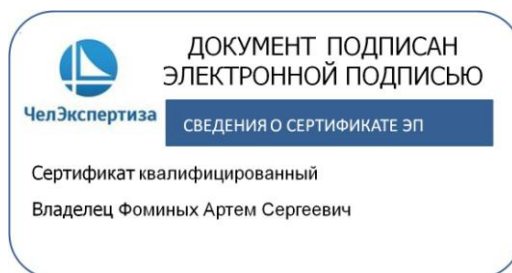 ДОКУМЕНТ ПОДПИСАН
ЭЛЕКТРОННОЙ ПОДПИСЬЮ
ЧелЭкспертиза
СВЕДЕНИЯ О СЕРТИФИКАТЕ ЭП
Сертификат квалифицированный
Владелец Фоминых Артем Сергеевич